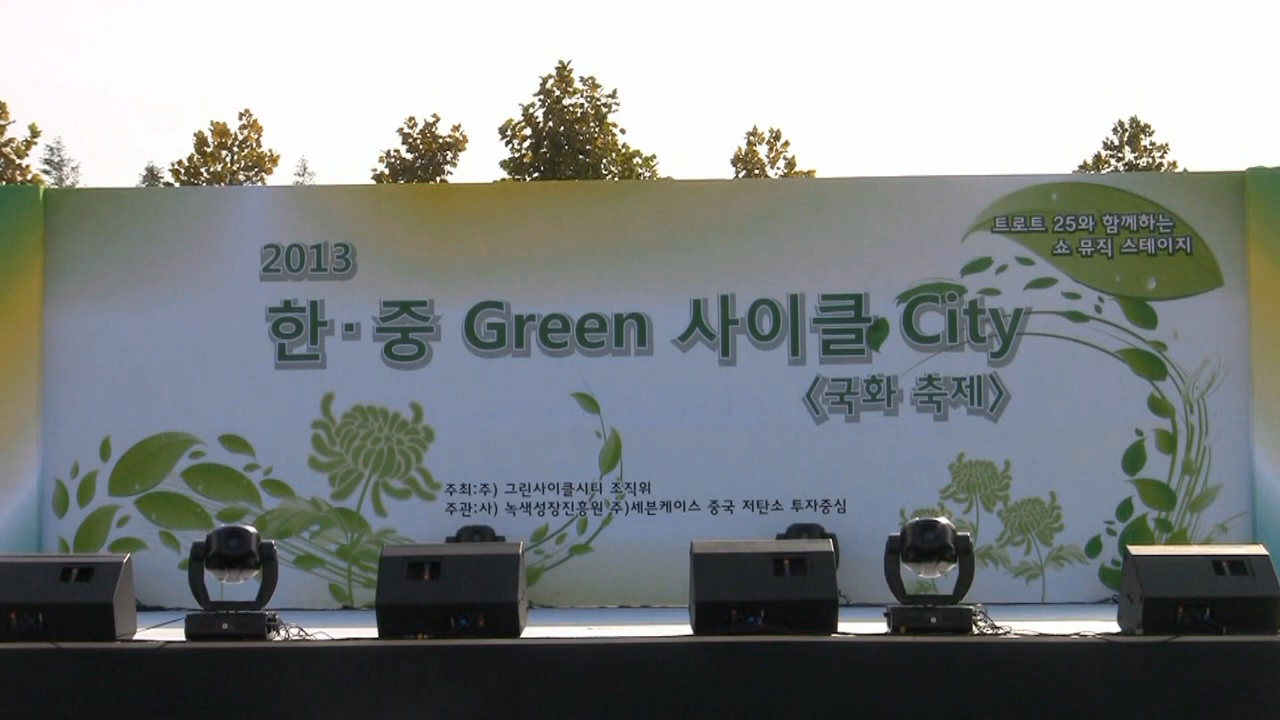 트로트 25와 함께하는
쇼 뮤직 스테이지
2013
한·중 Green 사이클 City
<국화 축제>
주최:주) 그린사이클시티 조직위
주관:사) 녹색성장진흥원 주)세븐케이스 중국 저탄소 투자중심